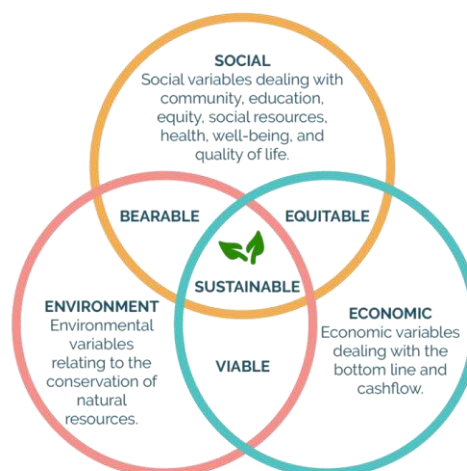 SOCIAL
Social variables dealing with
community, education,
equity, social resources,
health, well-being, and
quality of life.
BEARABLE
EQUITABLE
SUSTAINABLE
ENVIRONMENT
Environmental
variables
relating to the
conservation of
natural
resources.
ECONOMIC
Economic variables
dealing with the
bottom line and
cashflow.
VIABLE